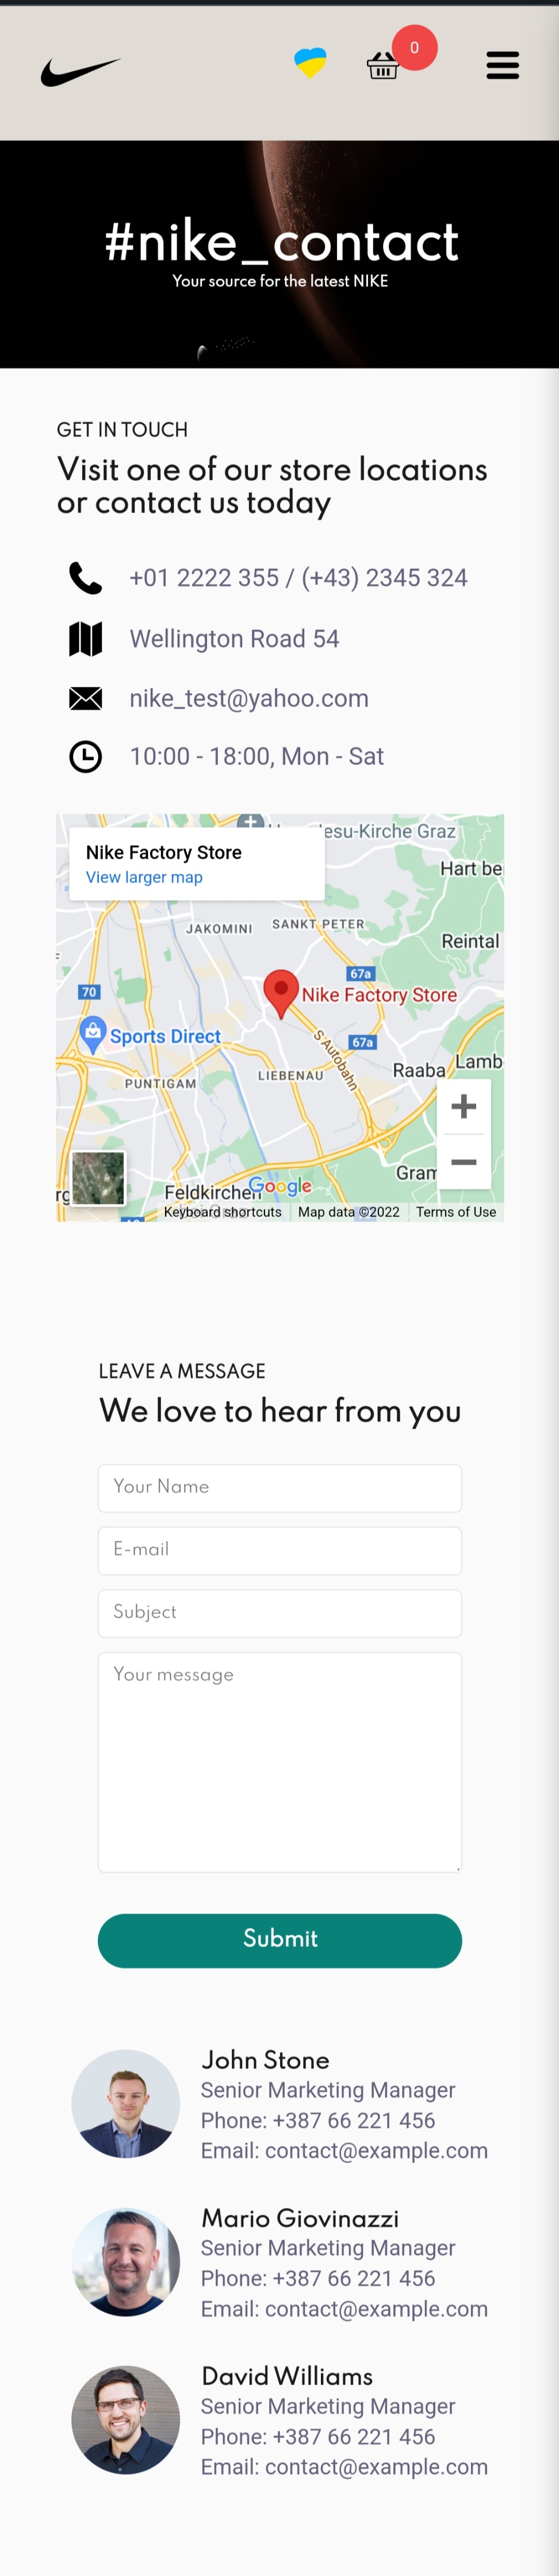 0
#nike_contact
Your source for the latest NIKE
GET IN TOUCH
Visit one of our store locations
or contact us today
+01 2222 355 / (+43) 2345 324
Wellington Road 54
nike_test@yahoo.com
10:00 - 18:00, Mon - Sat
esu-Kirche Graz
Nike Factory Store
View larger map
Hart be
JAKOMINI
SANKT PETER
Reintal
67a
70
Nike Factory Store
Sports Direct
67a
S Autobahn
LIEBENAU
Raaba
Lamb
PUNTIGAM
Gram
Feldkirchen
Google
Keyboard shortcuts
Map data ©2022
Terms of Use
LEAVE A MESSAGE
We love to hear from you
Your Name
E-mail
Subject
Your message
Submit
John Stone
Senior Marketing Manager
Phone: +387 66 221 456
Email: contact@example.com
Mario Giovinazzi
Senior Marketing Manager
Phone: +387 66 221 456
Email: contact@example.com
David Williams
Senior Marketing Manager
Phone: +387 66 221 456
Email: contact@example.com